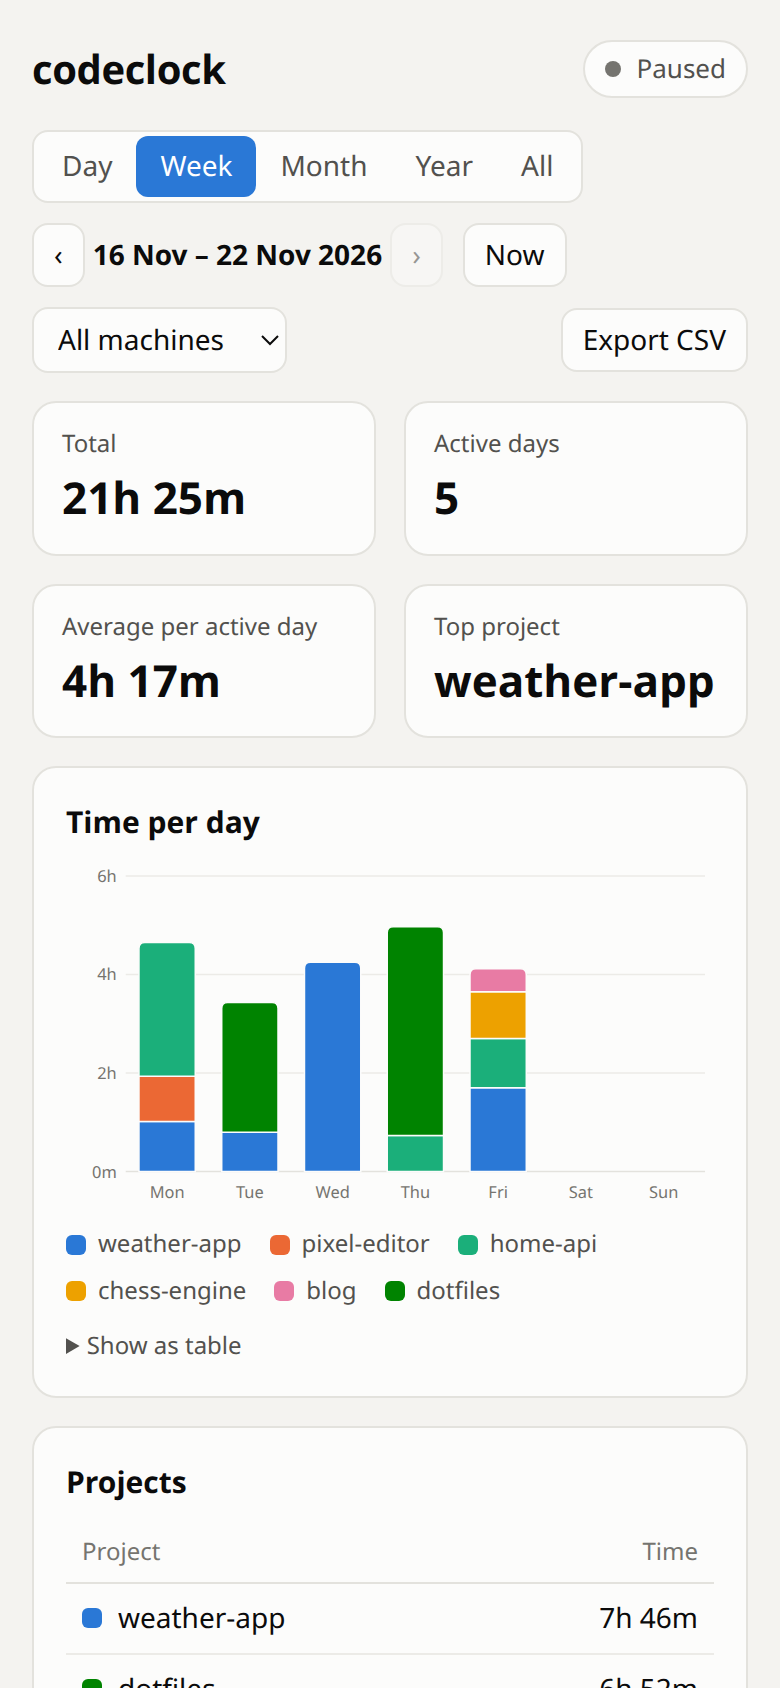 codeclock
Paused
Day Week Month Year All
‹ 16 Nov – 22 Nov 2026 › Now
All machines
Export CSV
Total
21h 25m
Active days
5
Average per active day
4h 17m
Top project
weather-app
Time per day
6h
4h
2h
0m
Mon Tue Wed Thu Fri Sat Sun
weather-app pixel-editor home-api
chess-engine blog dotfiles
Show as table
Projects
Project Time
weather-app 7h 46m
dotfiles 6h 52m